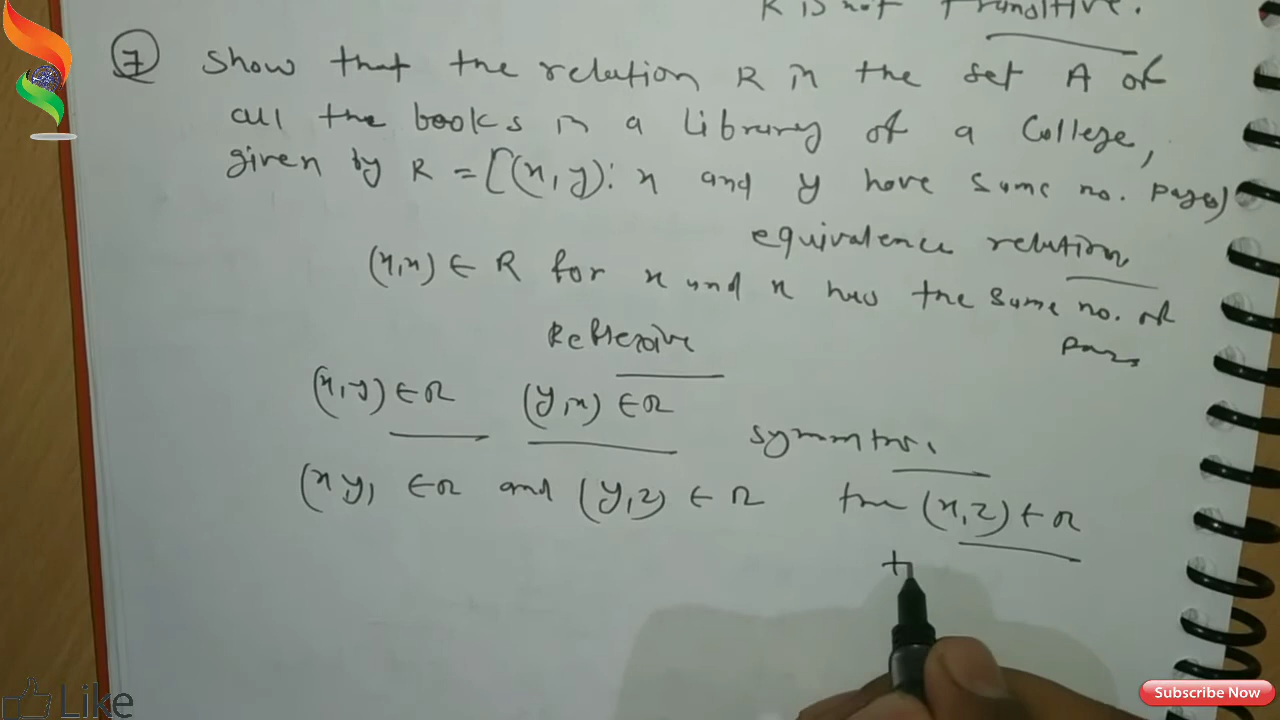 R is not transitive.
7 Show that the relation R in the set A of
all the books in a library of a College,
given by R = [(x,y): x and y have same no. pages)
equivalence relation
(x,x) ∈ R for x and x has the same no. of
pages
Reflexive
(x,y) ∈ R (y,x) ∈ R
symmetric.
(x y) ∈ R and (y,z) ∈ R then (x,z) ∈ R
t
Like
Subscribe Now